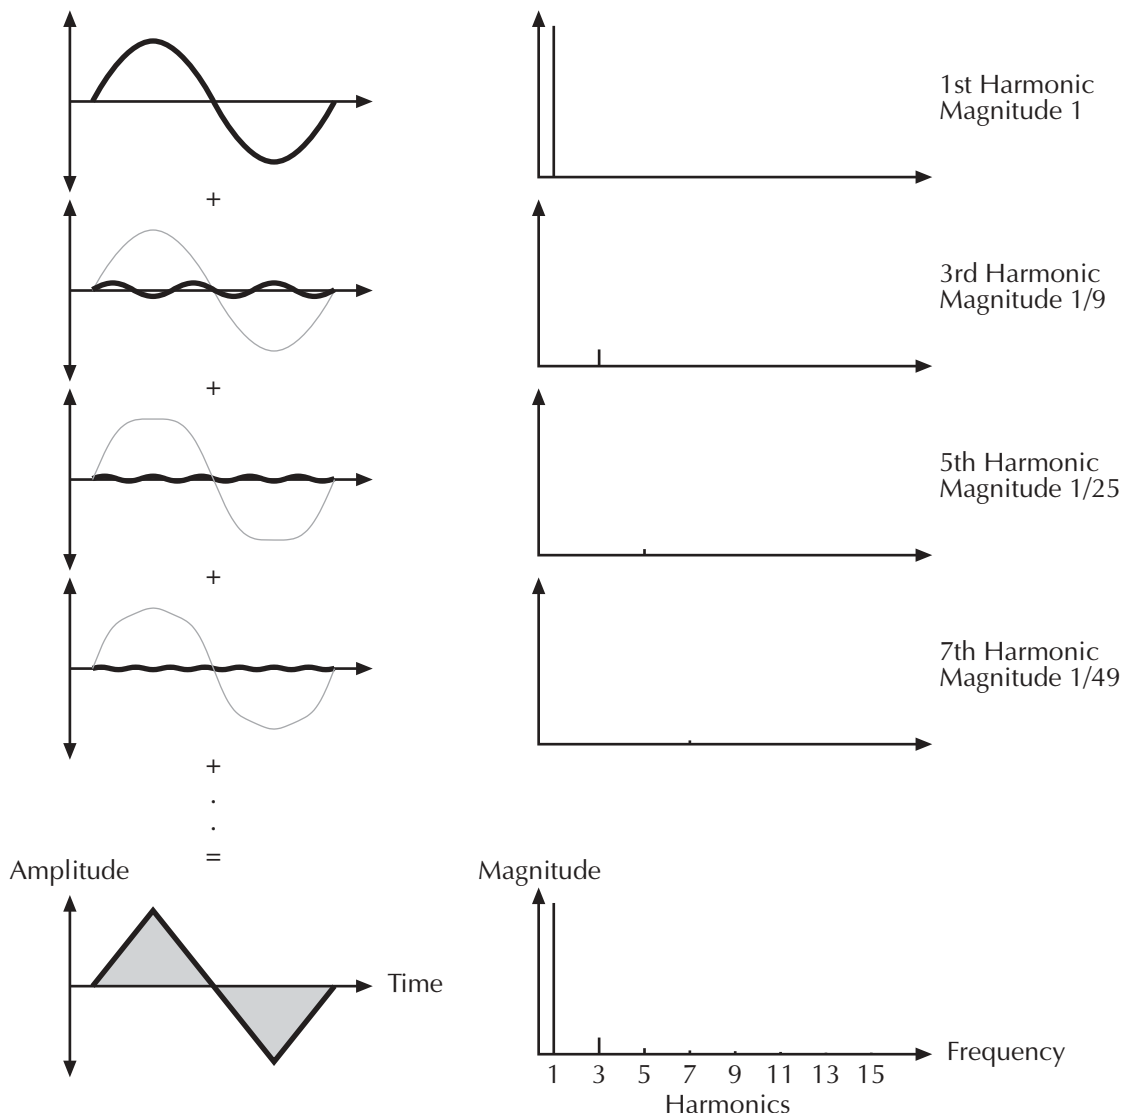 1st Harmonic
Magnitude 1
+
3rd Harmonic
Magnitude 1/9
+
5th Harmonic
Magnitude 1/25
+
7th Harmonic
Magnitude 1/49
+
.
.
=
Amplitude
Magnitude
Time
Frequency
1 3 5 7 9 11 13 15
Harmonics